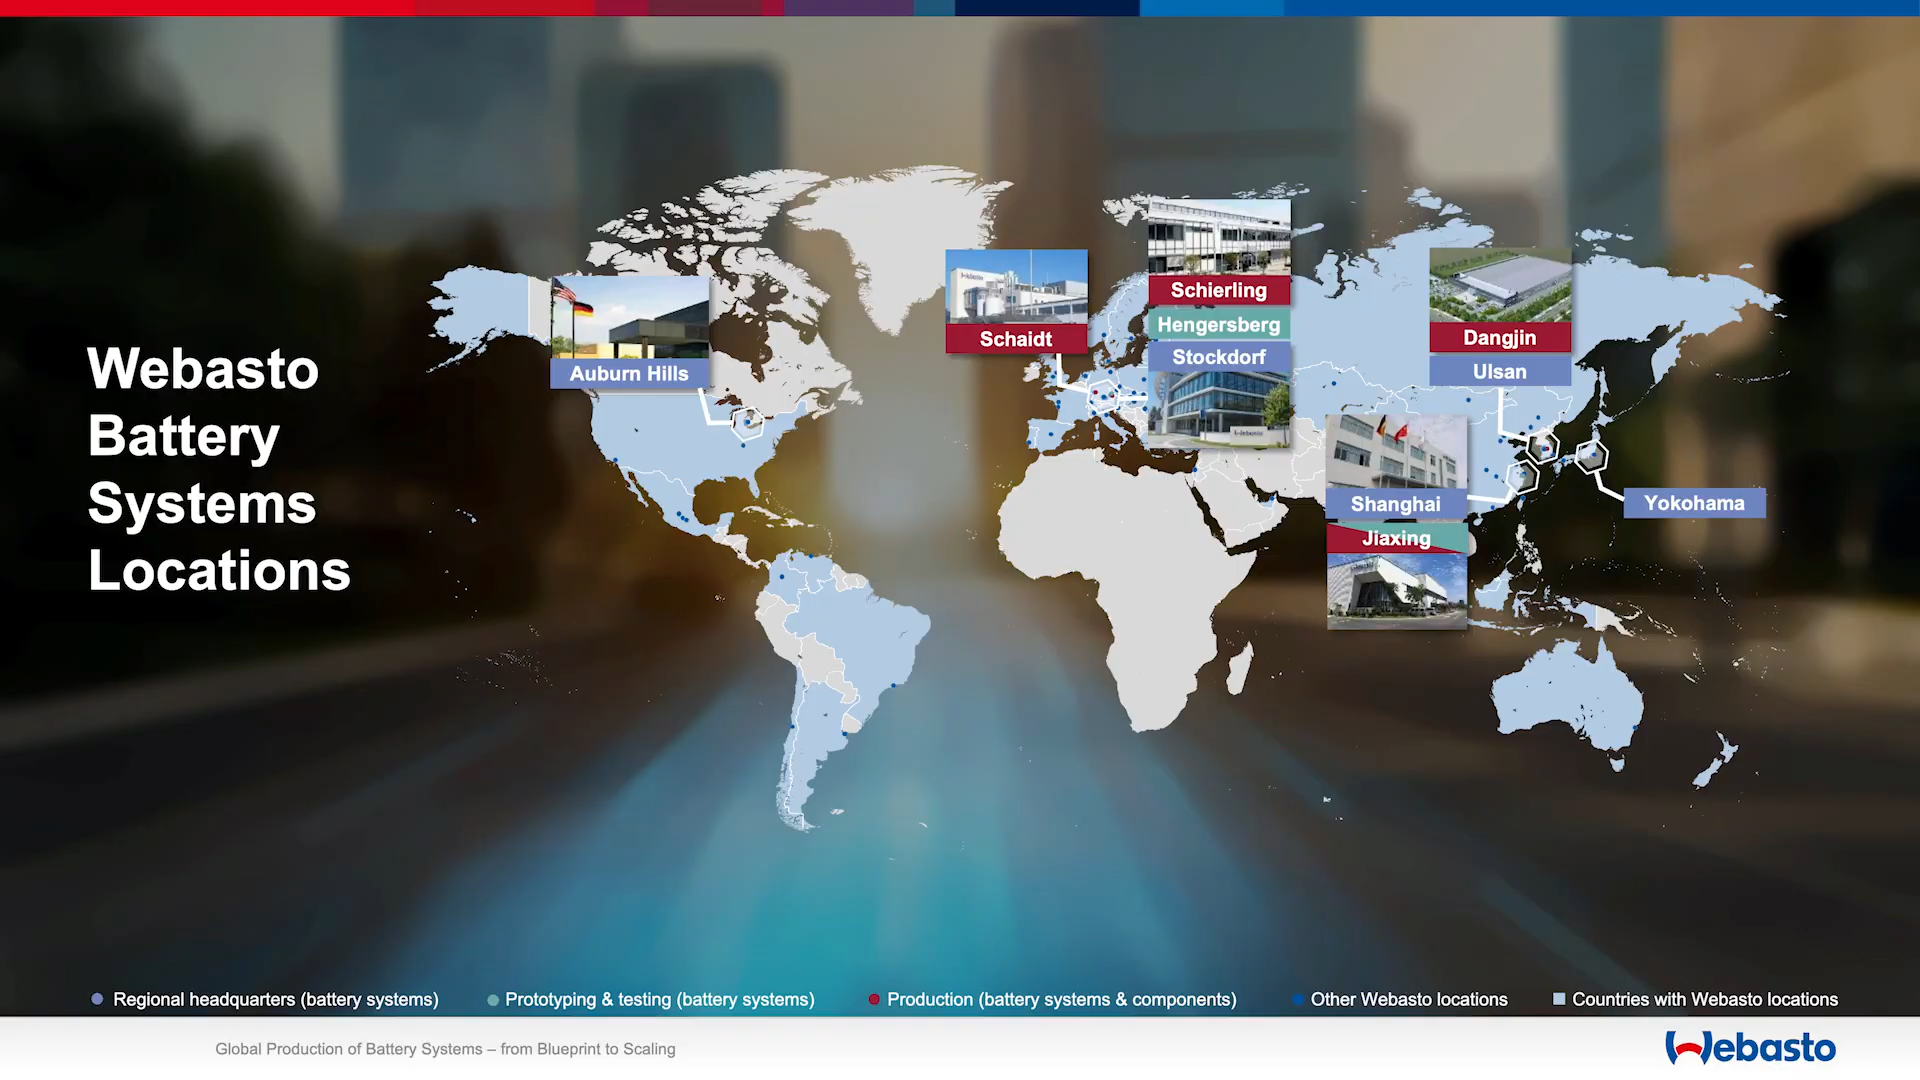 Webasto
Battery
Systems
Locations
Auburn Hills
Schaidt
Schierling
Hengersberg
Stockdorf
Dangjin
Ulsan
Shanghai
Jiaxing
Yokohama
Regional headquarters (battery systems)
Prototyping & testing (battery systems)
Production (battery systems & components)
Other Webasto locations
Countries with Webasto locations
Global Production of Battery Systems – from Blueprint to Scaling
Webasto